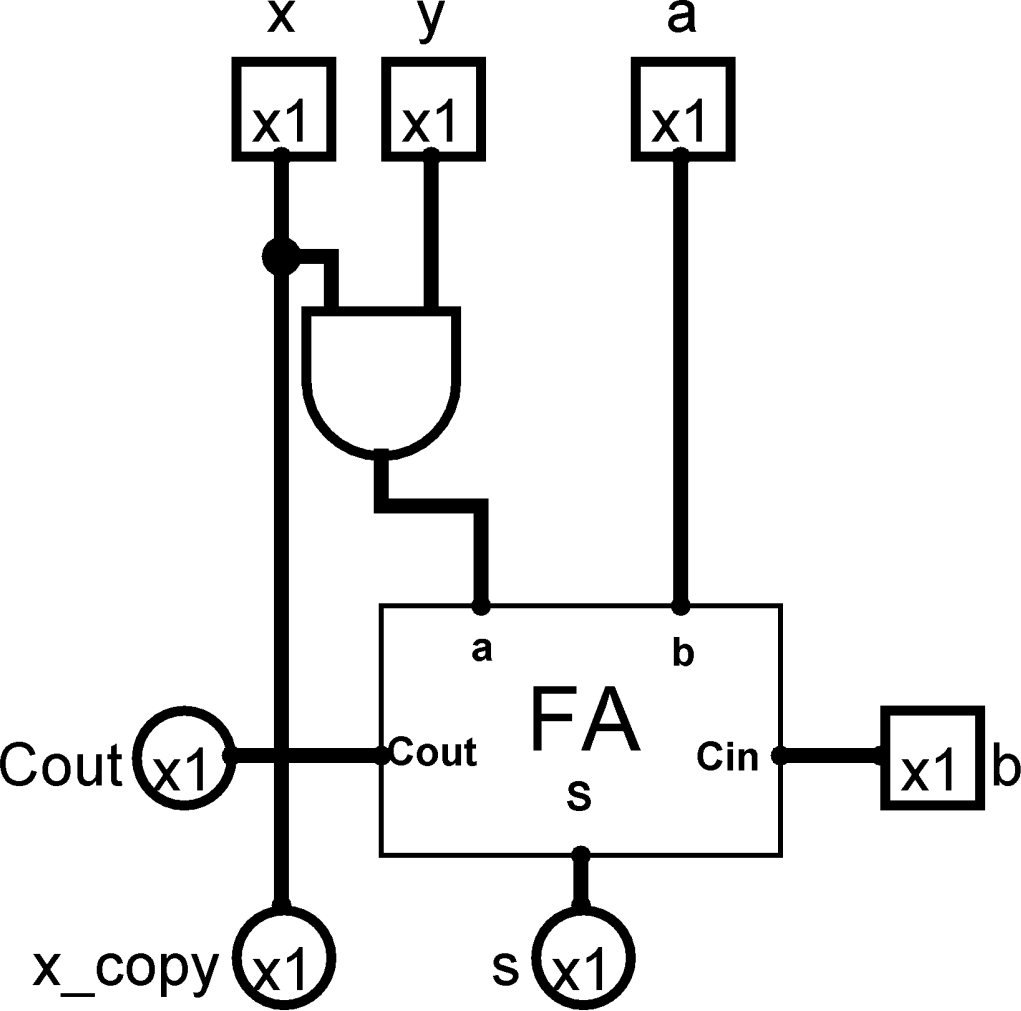 x y a
x1 x1 x1
a b
FA
Cout x1 Cout Cin x1 b
s
x_copy x1 s x1